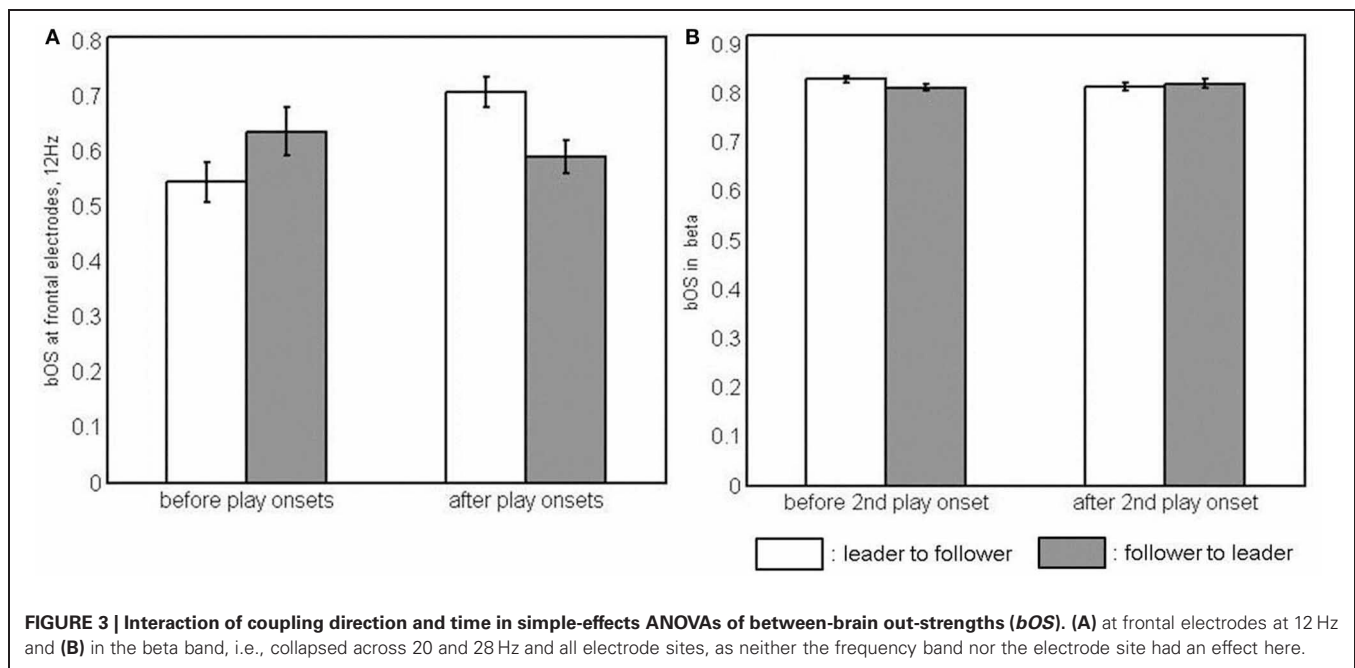 A
0.8
0.7
0.6
0.5
0.4
0.3
0.2
0.1
0
bOS at frontal electrodes, 12Hz
before play onsets
after play onsets
B
0.9
0.8
0.7
0.6
0.5
0.4
0.3
0.2
0.1
0
bOS in beta
before 2nd play onset
after 2nd play onset
: leader to follower
: follower to leader
FIGURE 3 | Interaction of coupling direction and time in simple-effects ANOVAs of between-brain out-strengths (bOS). (A) at frontal electrodes at 12 Hz
and (B) in the beta band, i.e., collapsed across 20 and 28 Hz and all electrode sites, as neither the frequency band nor the electrode site had an effect here.